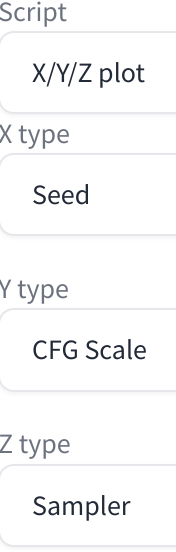 Script
X/Y/Z plot
X type
Seed
Y type
CFG Scale
Z type
Sampler